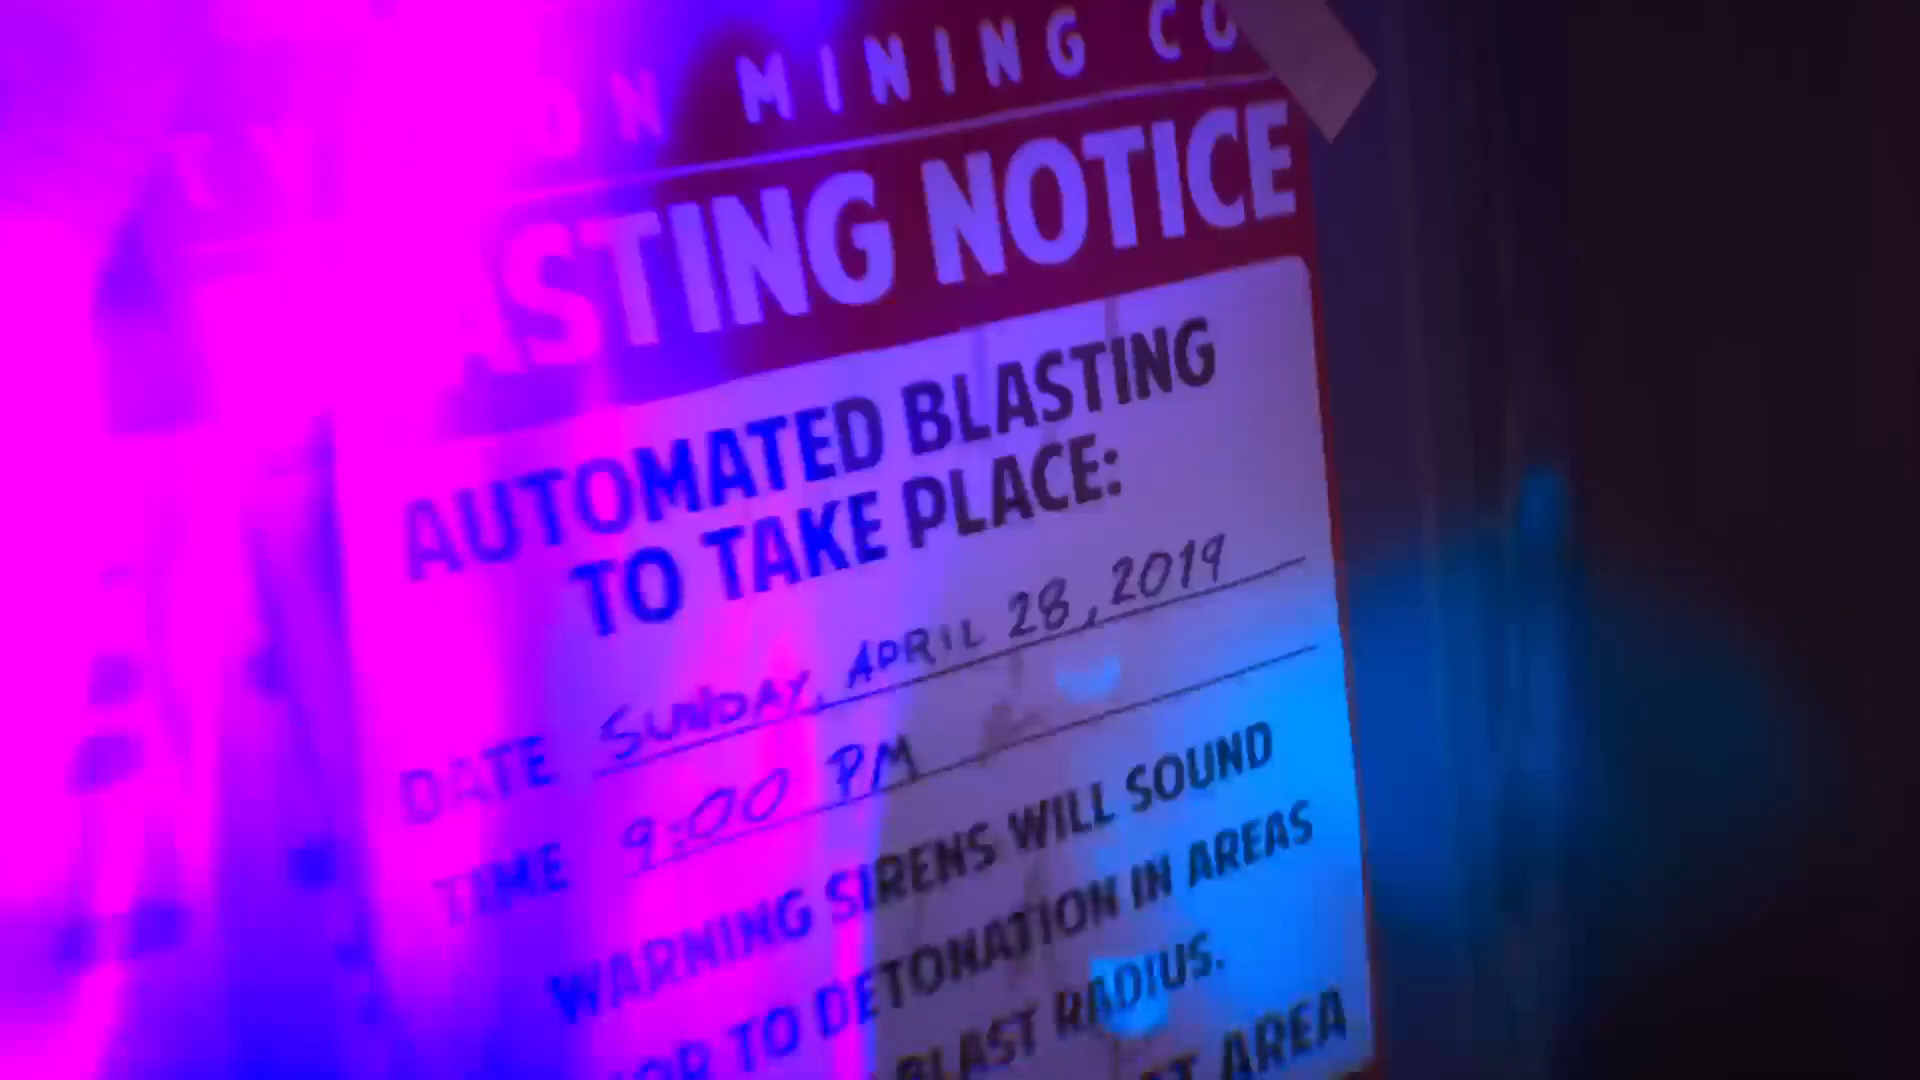 MINING CO
BLASTING NOTICE
AUTOMATED BLASTING
TO TAKE PLACE:
DATE SUNDAY, APRIL 28, 2019
TIME 9:00 PM
WARNING SIRENS WILL SOUND
TO DETONATION IN AREAS
BLAST RADIUS.
AREA